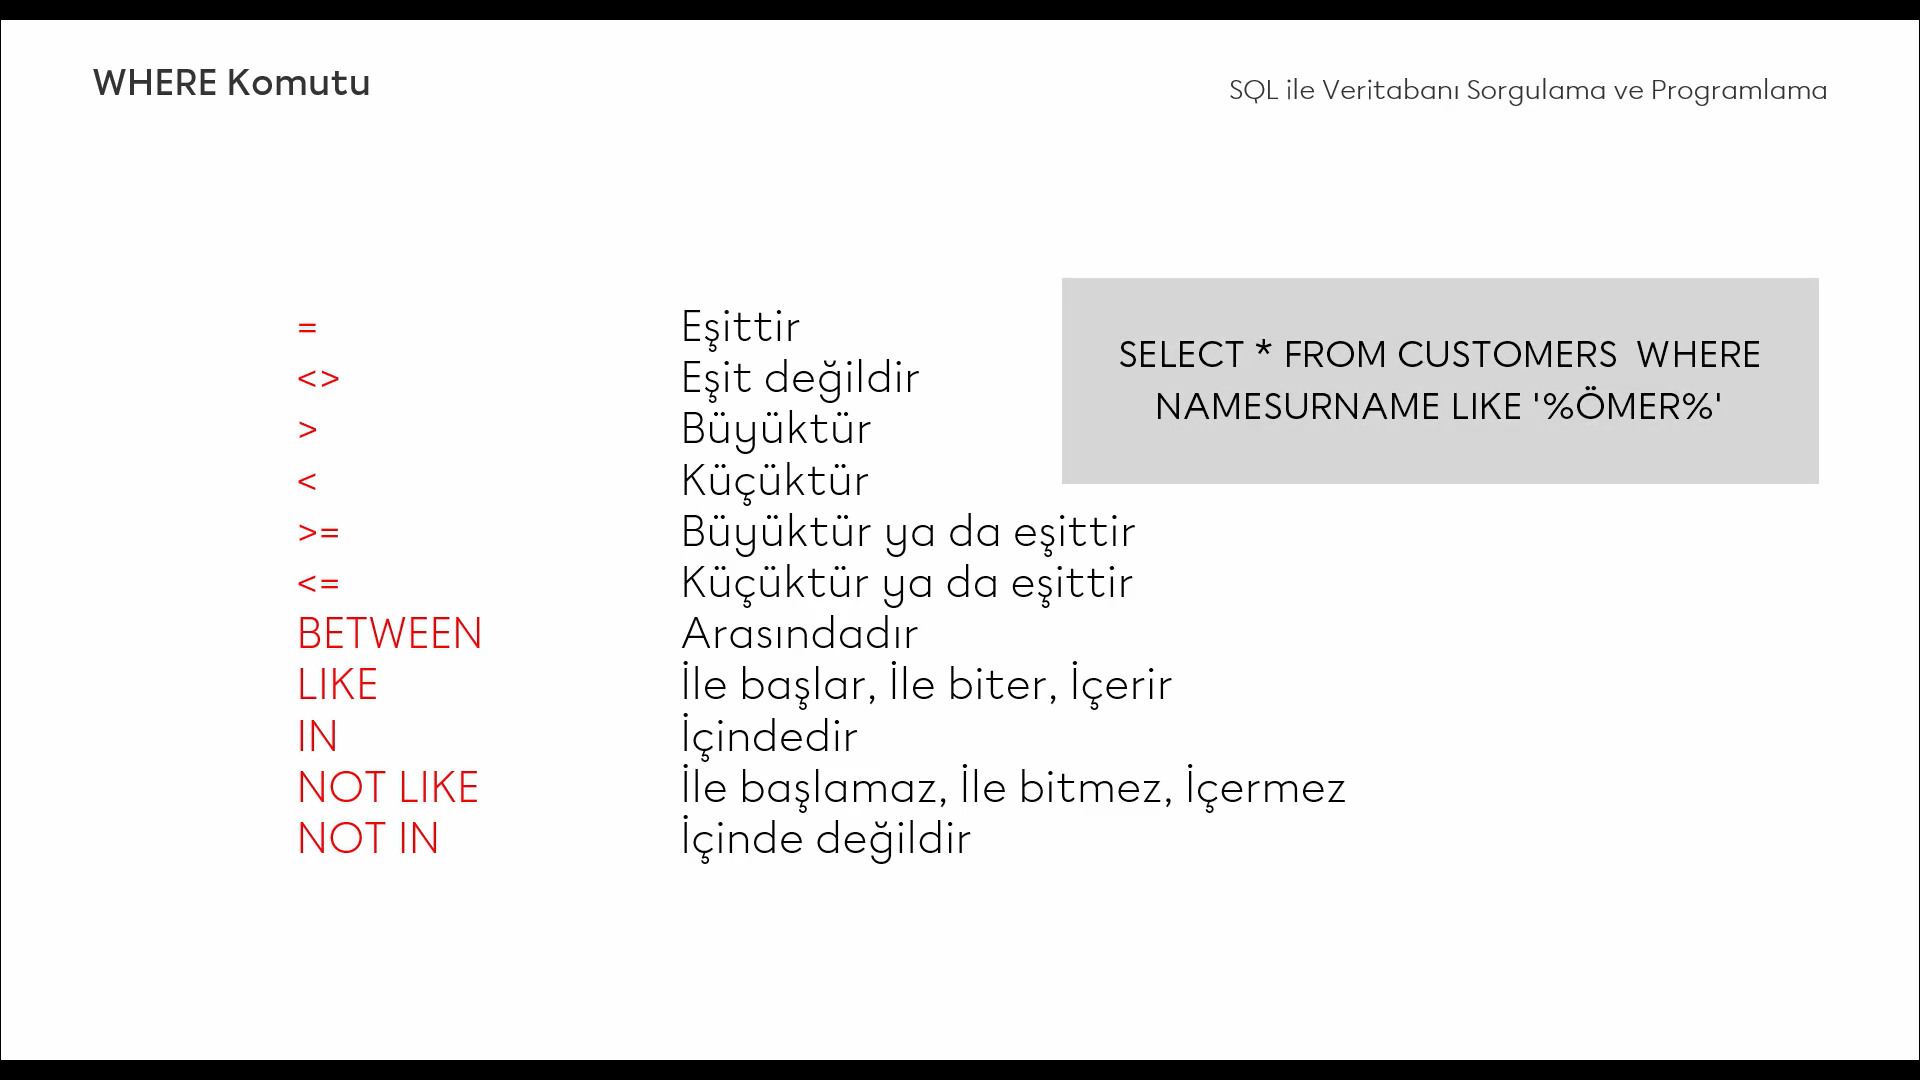 WHERE Komutu
SQL ile Veritabanı Sorgulama ve Programlama
= Eşittir
<> Eşit değildir
> Büyüktür
< Küçüktür
>= Büyüktür ya da eşittir
<= Küçüktür ya da eşittir
BETWEEN Arasındadır
LIKE İle başlar, İle biter, İçerir
IN İçindedir
NOT LIKE İle başlamaz, İle bitmez, İçermez
NOT IN İçinde değildir
SELECT * FROM CUSTOMERS  WHERE
NAMESURNAME LIKE '%ÖMER%'